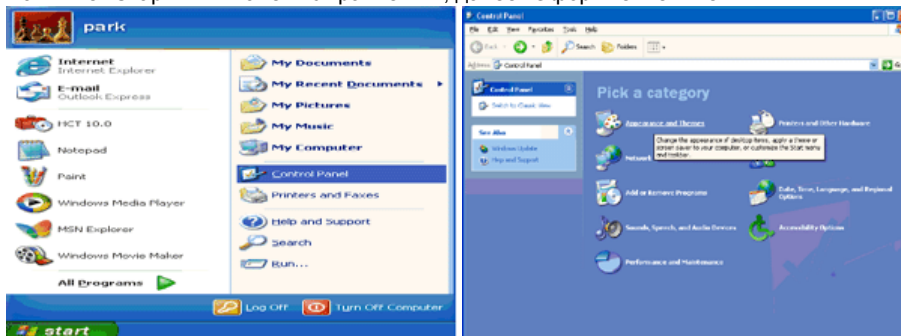 park
Internet
Internet Explorer
E-mail
Outlook Express
HCT 10.0
Notepad
Paint
Windows Media Player
MSN Explorer
Windows Movie Maker
All Programs
My Documents
My Recent Documents
My Pictures
My Music
My Computer
Control Panel
Printers and Faxes
Help and Support
Search
Run...
Log Off
Turn Off Computer
start
Control Panel
File Edit View Favorites Tools Help
Back
Search
Folders
Address
Control Panel
Control Panel
Switch to Classic View
See Also
Windows Update
Help and Support
Pick a category
Appearance and Themes
Printers and Other Hardware
Change the appearance of desktop items, apply a theme or
screen saver to your computer, or customize the Start menu
and taskbar.
Network
Add or Remove Programs
Date, Time, Language, and Regional
Options
Sounds, Speech, and Audio Devices
Accessibility Options
Performance and Maintenance